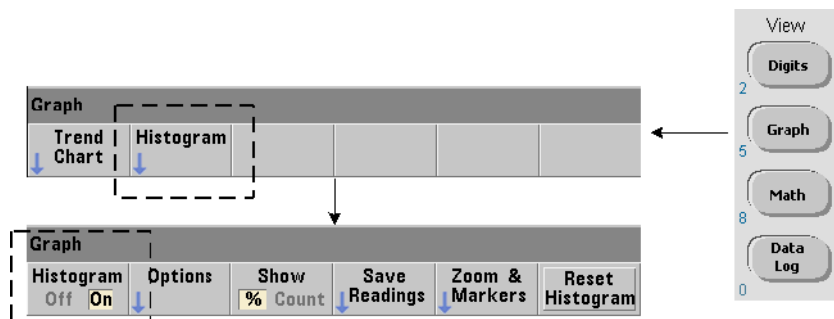 View
Digits
2
Graph
5
Math
8
Data
Log
0
Graph
Trend
Chart
Histogram
Graph
Histogram
Off On
Options
Show
% Count
Save
Readings
Zoom &
Markers
Reset
Histogram